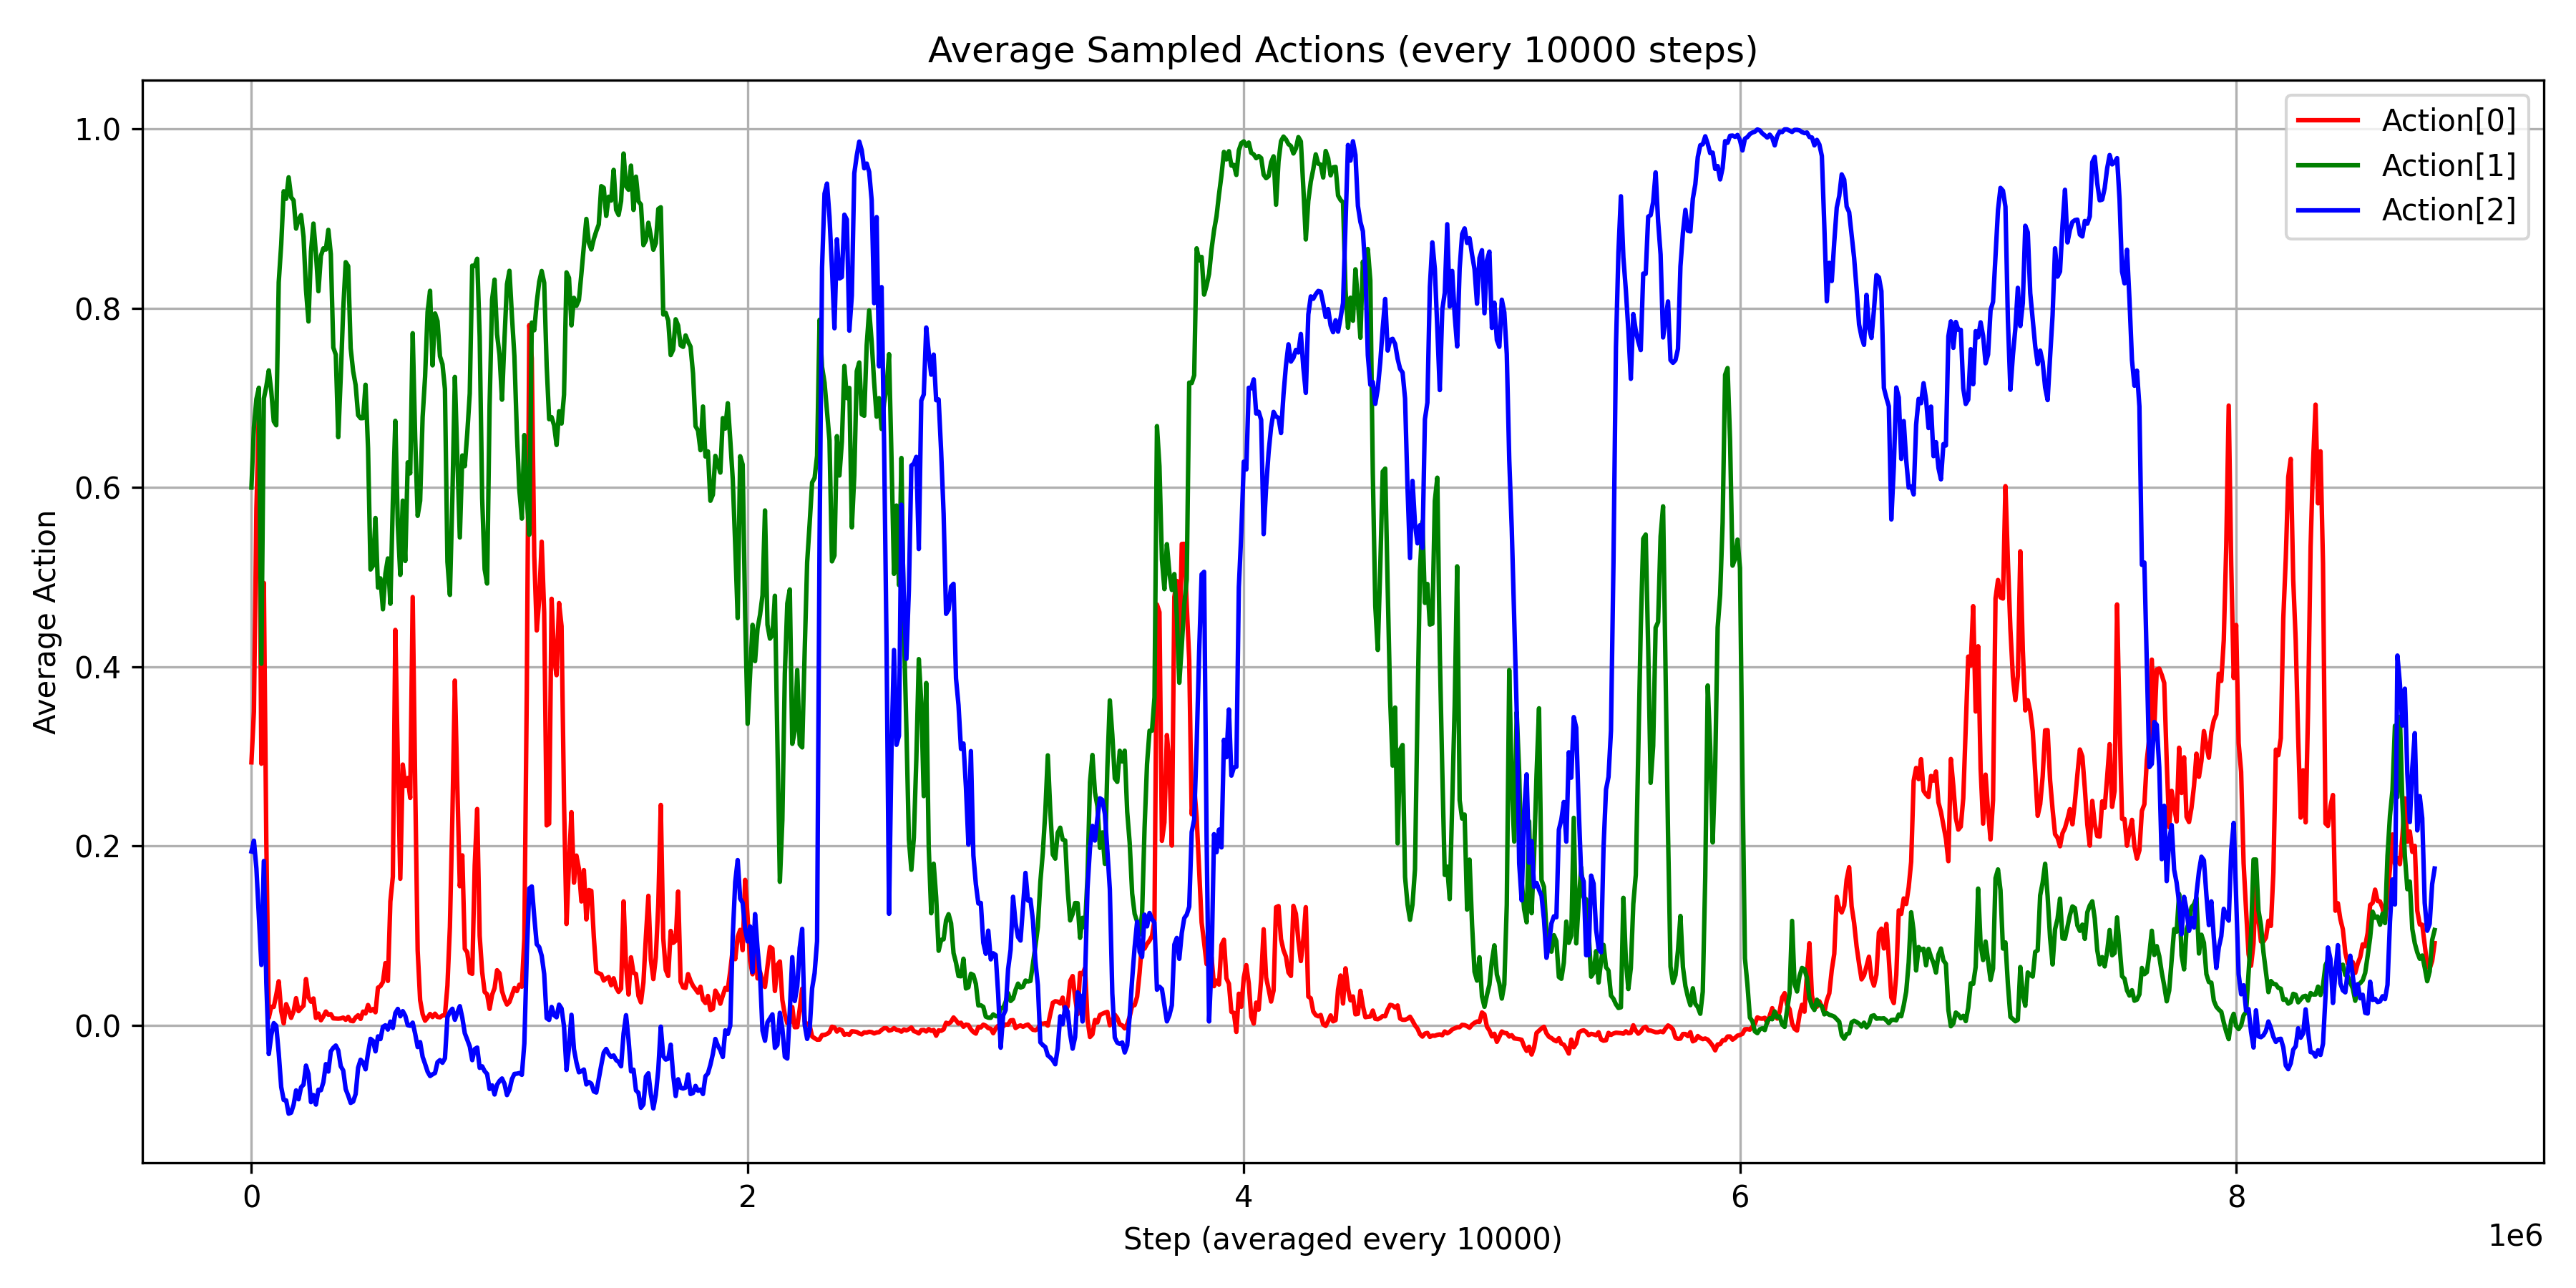 Average Sampled Actions (every 10000 steps)
Action[0]
Action[1]
Action[2]
1.0
0.8
0.6
0.4
0.2
0.0
Average Action
0 2 4 6 8
1e6
Step (averaged every 10000)